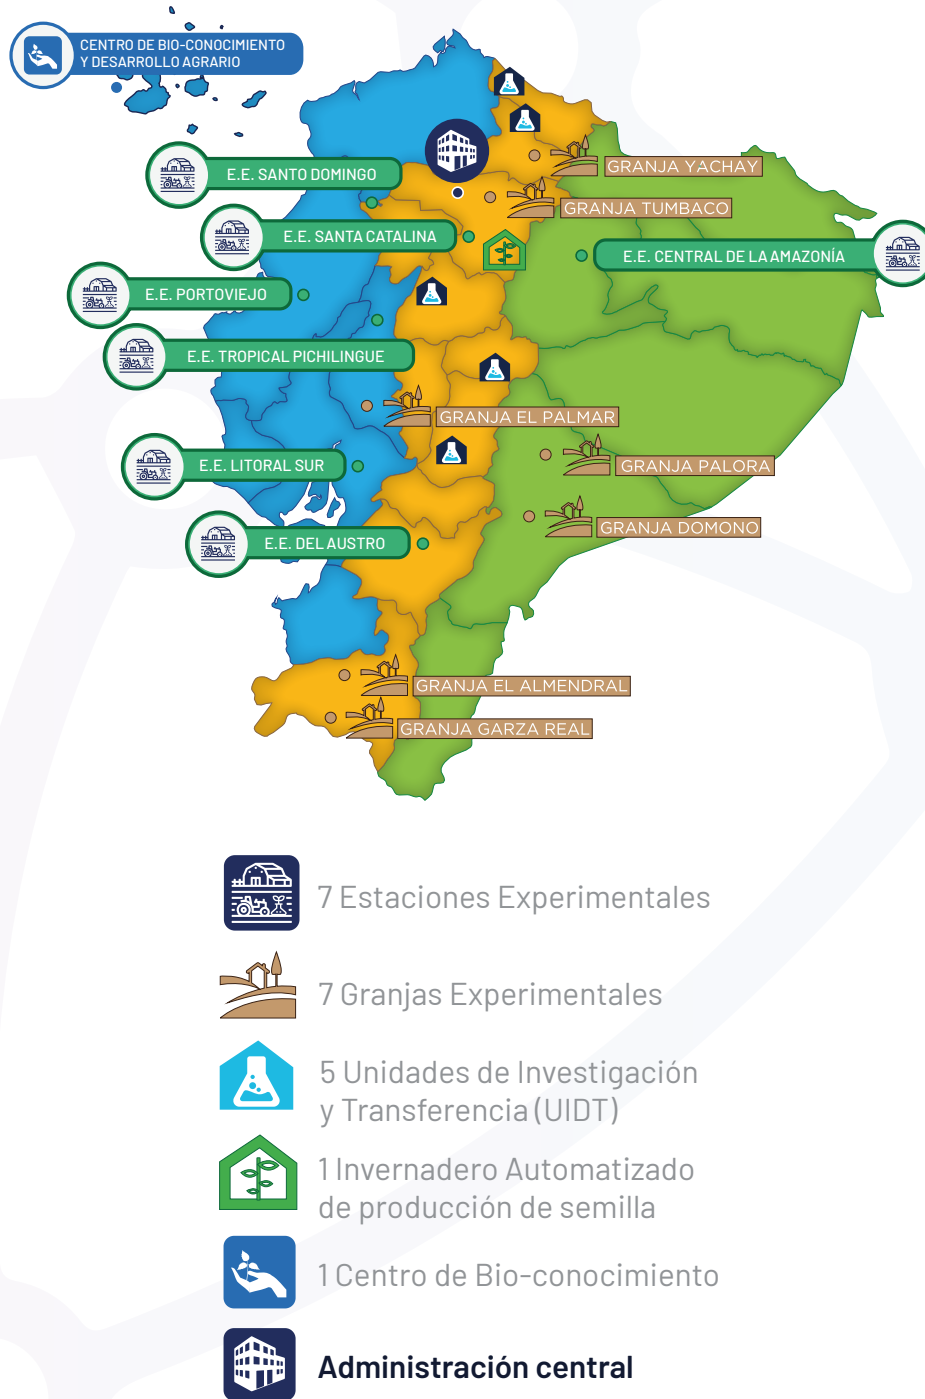 CENTRO DE BIO-CONOCIMIENTO
Y DESARROLLO AGRARIO
GRANJA YACHAY
E.E. SANTO DOMINGO
GRANJA TUMBACO
E.E. SANTA CATALINA
E.E. CENTRAL DE LA AMAZONÍA
E.E. PORTOVIEJO
E.E. TROPICAL PICHILINGUE
GRANJA EL PALMAR
E.E. LITORAL SUR
GRANJA PALORA
GRANJA DOMONO
E.E. DEL AUSTRO
GRANJA EL ALMENDRAL
GRANJA GARZA REAL
7 Estaciones Experimentales
7 Granjas Experimentales
5 Unidades de Investigación
y Transferencia (UIDT)
1 Invernadero Automatizado
de producción de semilla
1 Centro de Bio-conocimiento
Administración central